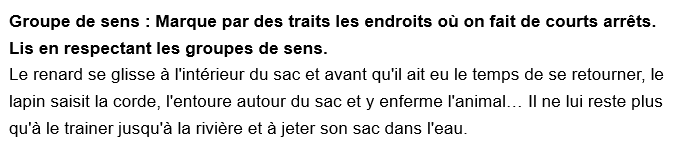 Groupe de sens : Marque par des traits les endroits où on fait de courts arrêts.
Lis en respectant les groupes de sens.
Le renard se glisse à l'intérieur du sac et avant qu'il ait eu le temps de se retourner, le
lapin saisit la corde, l'entoure autour du sac et y enferme l'animal… Il ne lui reste plus
qu'à le trainer jusqu'à la rivière et à jeter son sac dans l'eau.